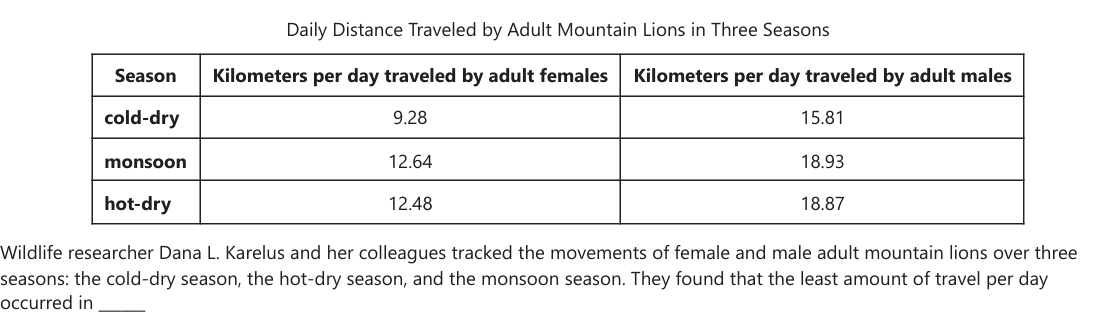 Daily Distance Traveled by Adult Mountain Lions in Three Seasons
Season Kilometers per day traveled by adult females Kilometers per day traveled by adult males
cold-dry 9.28 15.81
monsoon 12.64 18.93
hot-dry 12.48 18.87
Wildlife researcher Dana L. Karelus and her colleagues tracked the movements of female and male adult mountain lions over three
seasons: the cold-dry season, the hot-dry season, and the monsoon season. They found that the least amount of travel per day
occurred in _____